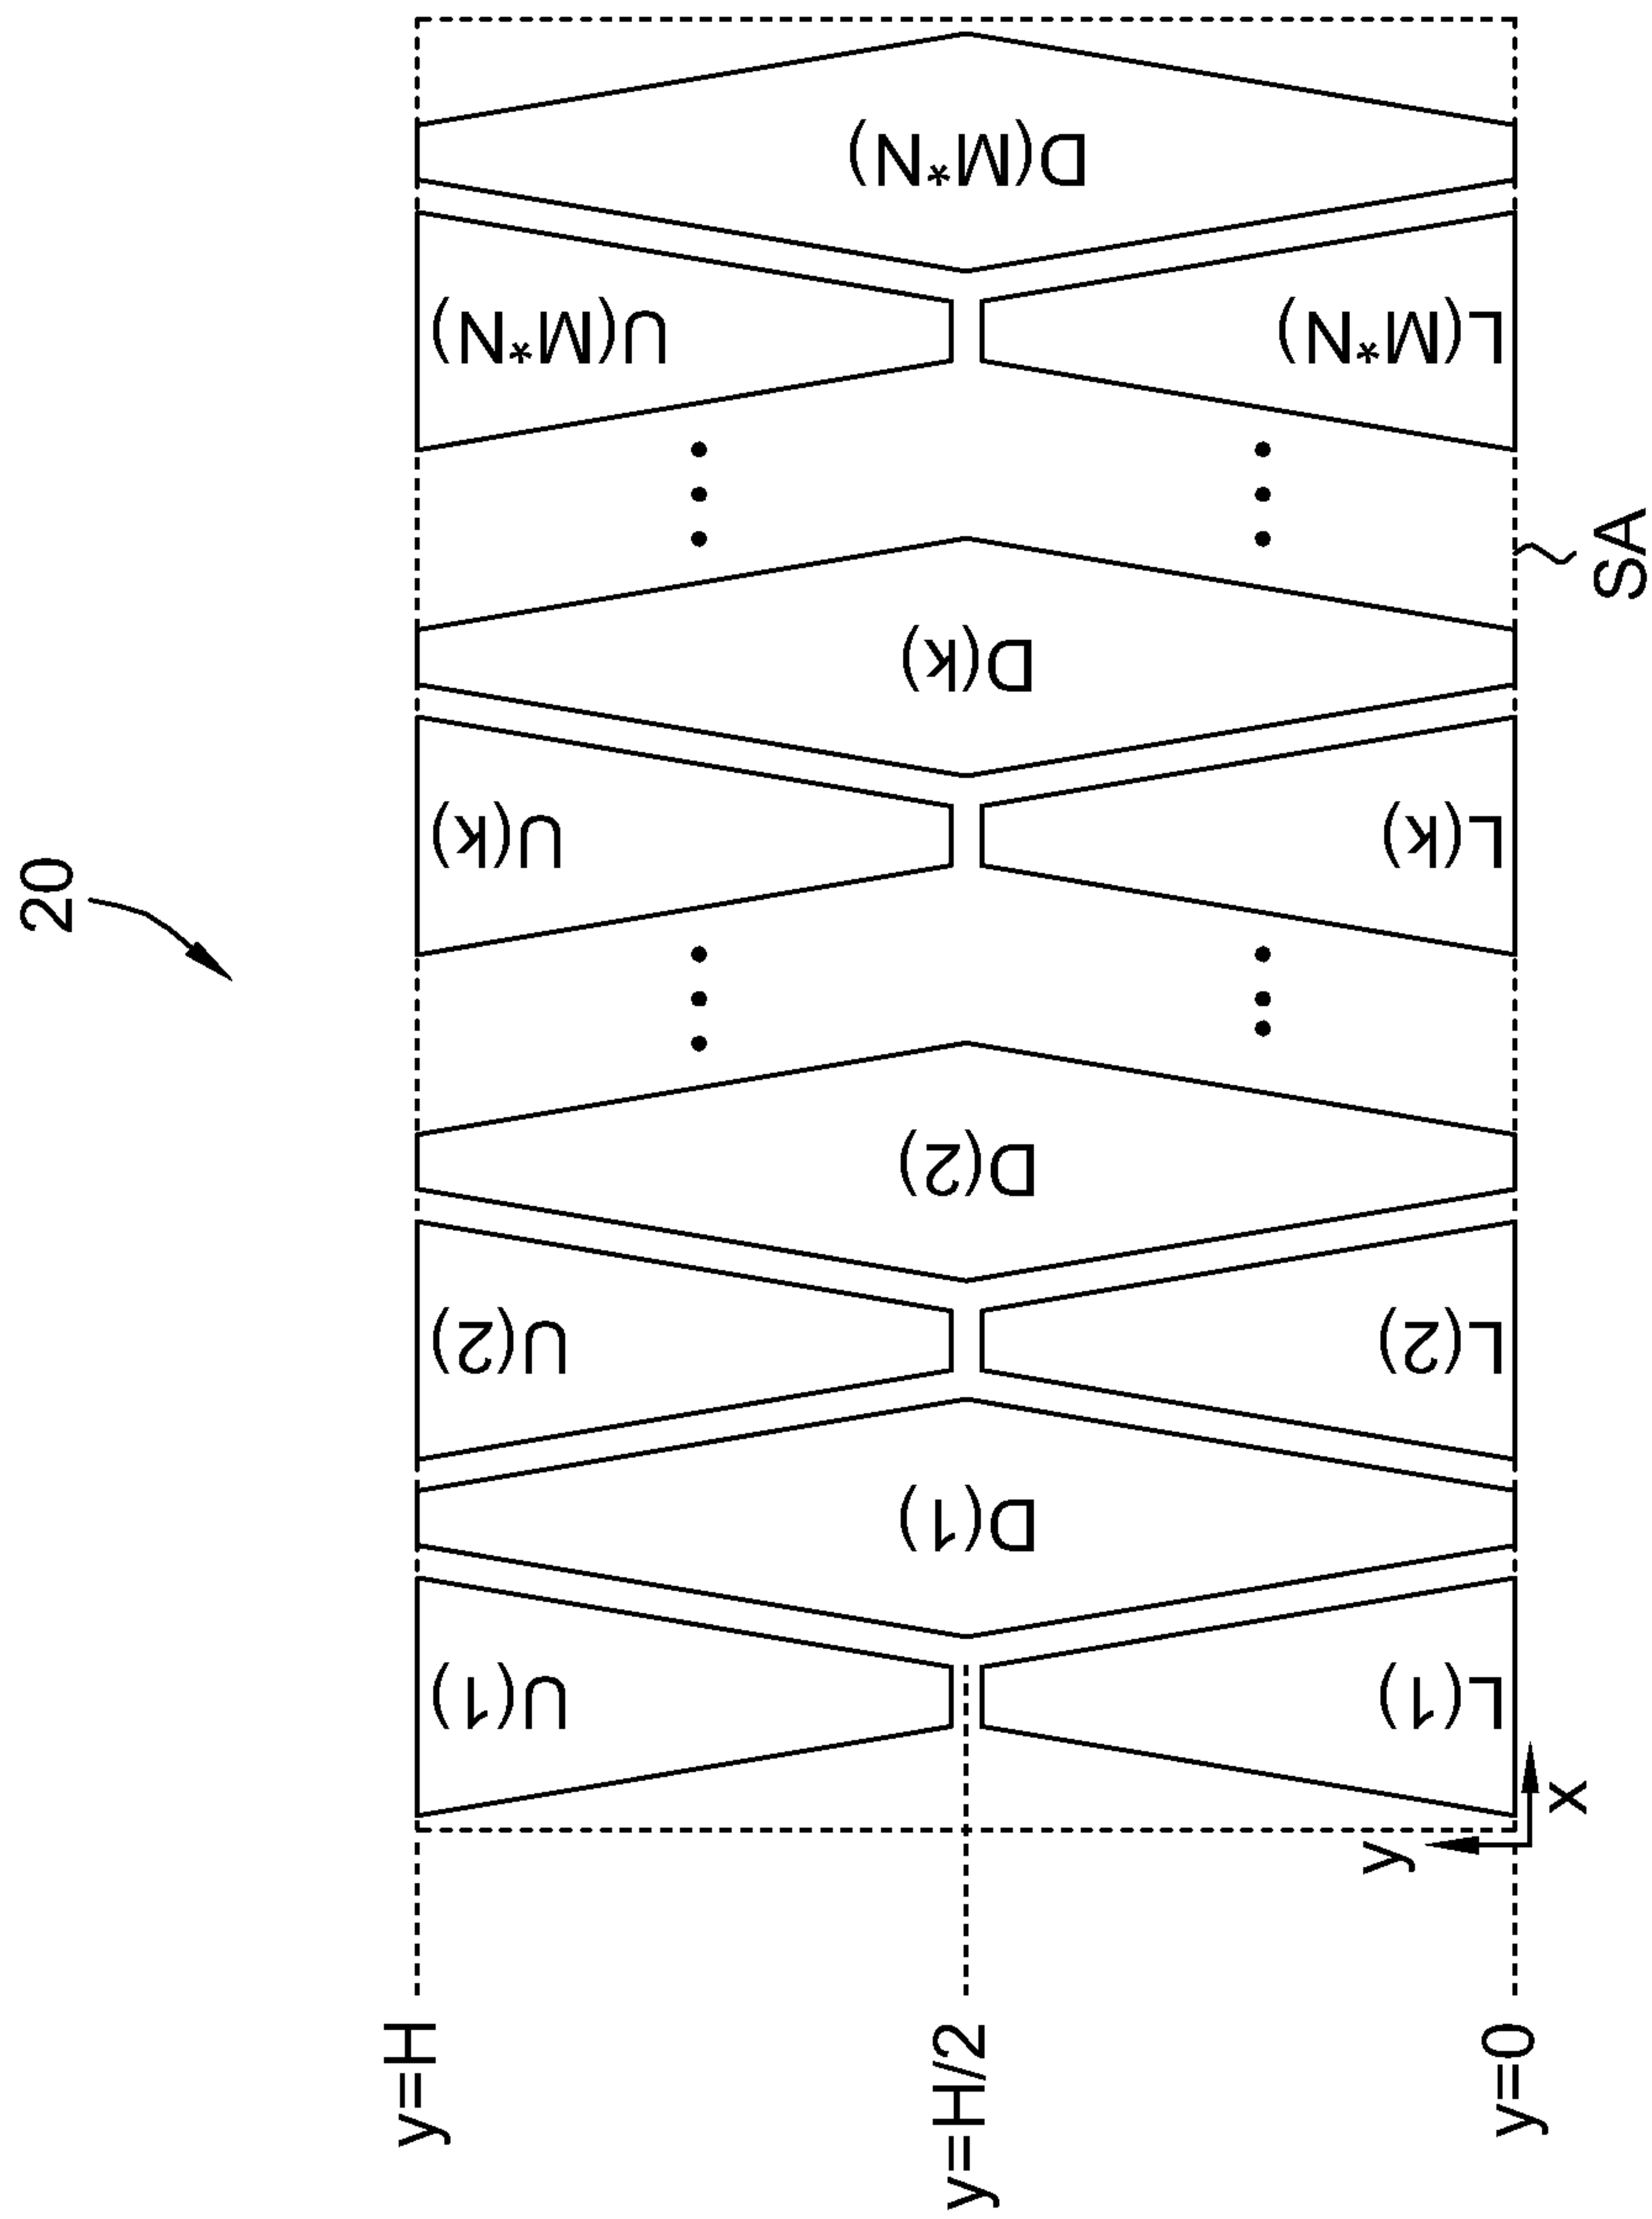 20
y=H
U(1)
U(2)
U(k)
U(M*N)
y=H/2
D(1)
D(2)
D(k)
D(M*N)
y=0
L(1)
L(2)
L(k)
L(M*N)
y
x
SA